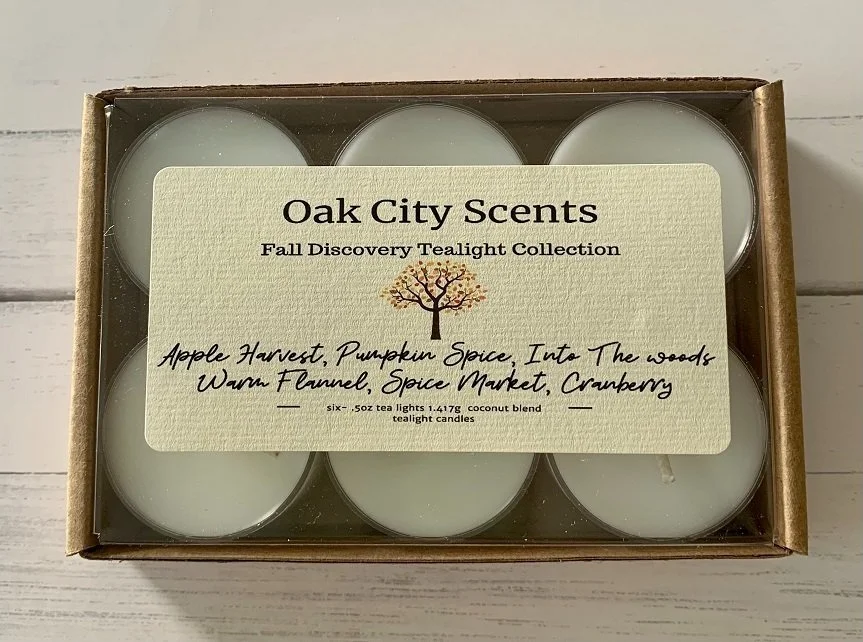 Oak City Scents
Fall Discovery Tealight Collection
Apple Harvest, Pumpkin Spice, Into The woods
Warm Flannel, Spice Market, Cranberry
six- .5oz tea lights 1.417g coconut blend
tealight candles